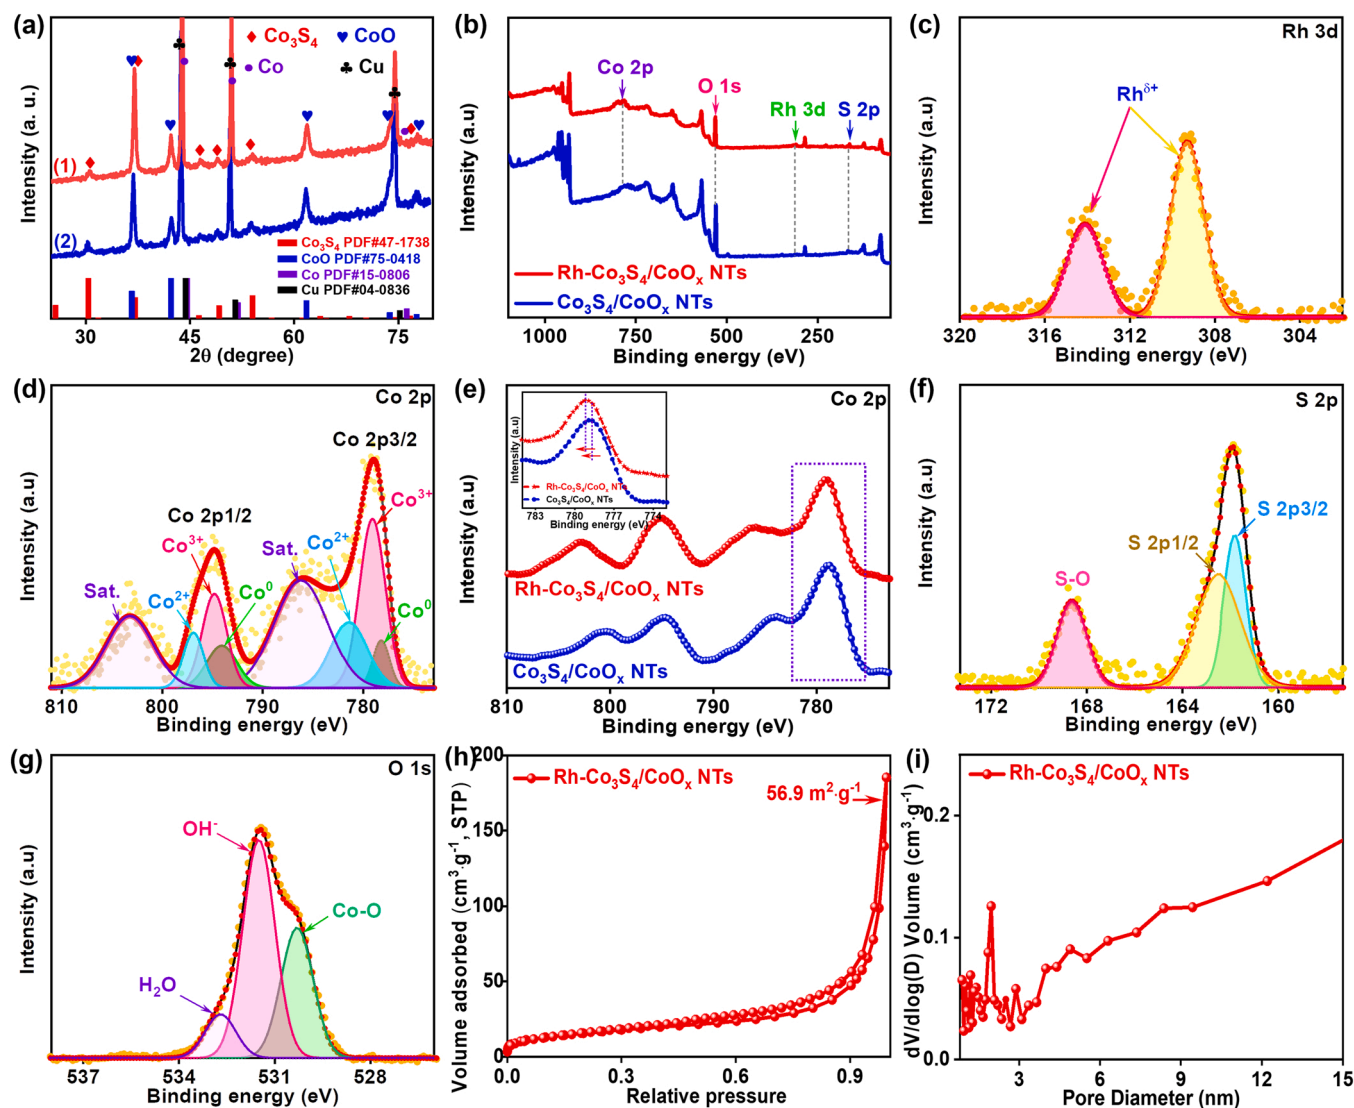 (a)
Co₃S₄
CoO
Co
Cu
(1)
(2)
Co₃S₄ PDF#47-1738
CoO PDF#75-0418
Co PDF#15-0806
Cu PDF#04-0836
Intensity (a. u.)
30 45 60 75
2θ (degree)
(b)
Co 2p
O 1s
Rh 3d
S 2p
Rh-Co₃S₄/CoOₓ NTs
Co₃S₄/CoOₓ NTs
Intensity (a.u)
1000 750 500 250
Binding energy (eV)
(c)
Rh 3d
Rhᵟ⁺
Intensity (a.u)
320 316 312 308 304
Binding energy (eV)
(d)
Co 2p
Co 2p3/2
Co³⁺
Co 2p1/2
Co³⁺
Sat.
Co²⁺
Sat.
Co²⁺
Co⁰
Co⁰
Intensity (a.u)
810 800 790 780
Binding energy (eV)
(e)
Co 2p
Intensity (a.u)
Rh-Co₃S₄/CoOₓ NTs
Co₃S₄/CoOₓ NTs
783 780 777 774
Binding energy (eV)
Rh-Co₃S₄/CoOₓ NTs
Co₃S₄/CoOₓ NTs
Intensity (a.u)
810 800 790 780
Binding energy (eV)
(f)
S 2p
S 2p3/2
S 2p1/2
S-O
Intensity (a.u)
172 168 164 160
Binding energy (eV)
(g)
O 1s
OH⁻
Co-O
H₂O
Intensity (a.u)
537 534 531 528
Binding energy (eV)
(h)
Rh-Co₃S₄/CoOₓ NTs
56.9 m²·g⁻¹
Volume adsorbed (cm³·g⁻¹, STP)
200
150
100
50
0
0.0 0.3 0.6 0.9
Relative pressure
(i)
Rh-Co₃S₄/CoOₓ NTs
dV/dlog(D) Volume (cm³·g⁻¹)
0.2
0.1
0.0
3 6 9 12 15
Pore Diameter (nm)